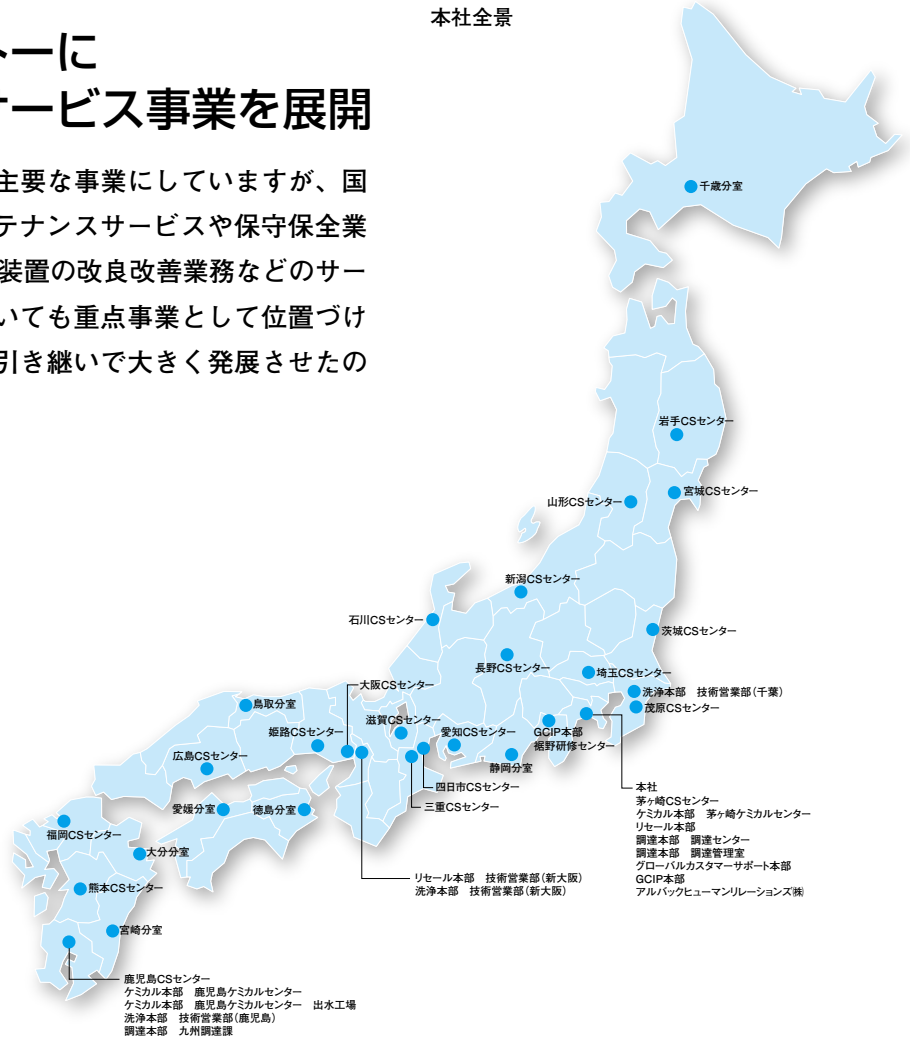 本社全景
トーに
サービス事業を展開
主要な事業にしていますが、国
テナンスサービスや保守保全業
装置の改良改善業務などのサー
いても重点事業として位置づけ
引き継いで大きく発展させたの
千歳分室
岩手CSセンター
宮城CSセンター
山形CSセンター
新潟CSセンター
石川CSセンター
茨城CSセンター
長野CSセンター
埼玉CSセンター
大阪CSセンター
洗浄本部 技術営業部(千葉)
鳥取分室
茂原CSセンター
滋賀CSセンター
姫路CSセンター
愛知CSセンター
GCIP本部
裾野研修センター
広島CSセンター
静岡分室
四日市CSセンター
三重CSセンター
愛媛分室
徳島分室
福岡CSセンター
大分分室
熊本CSセンター
宮崎分室
本社
茅ヶ崎CSセンター
ケミカル本部 茅ヶ崎ケミカルセンター
リセール本部
調達本部 調達センター
調達本部 調達管理室
グローバルカスタマーサポート本部
GCIP本部
アルバックヒューマンリレーションズ㈱
リセール本部 技術営業部(新大阪)
洗浄本部 技術営業部(新大阪)
鹿児島CSセンター
ケミカル本部 鹿児島ケミカルセンター
ケミカル本部 鹿児島ケミカルセンター 出水工場
洗浄本部 技術営業部(鹿児島)
調達本部 九州調達課